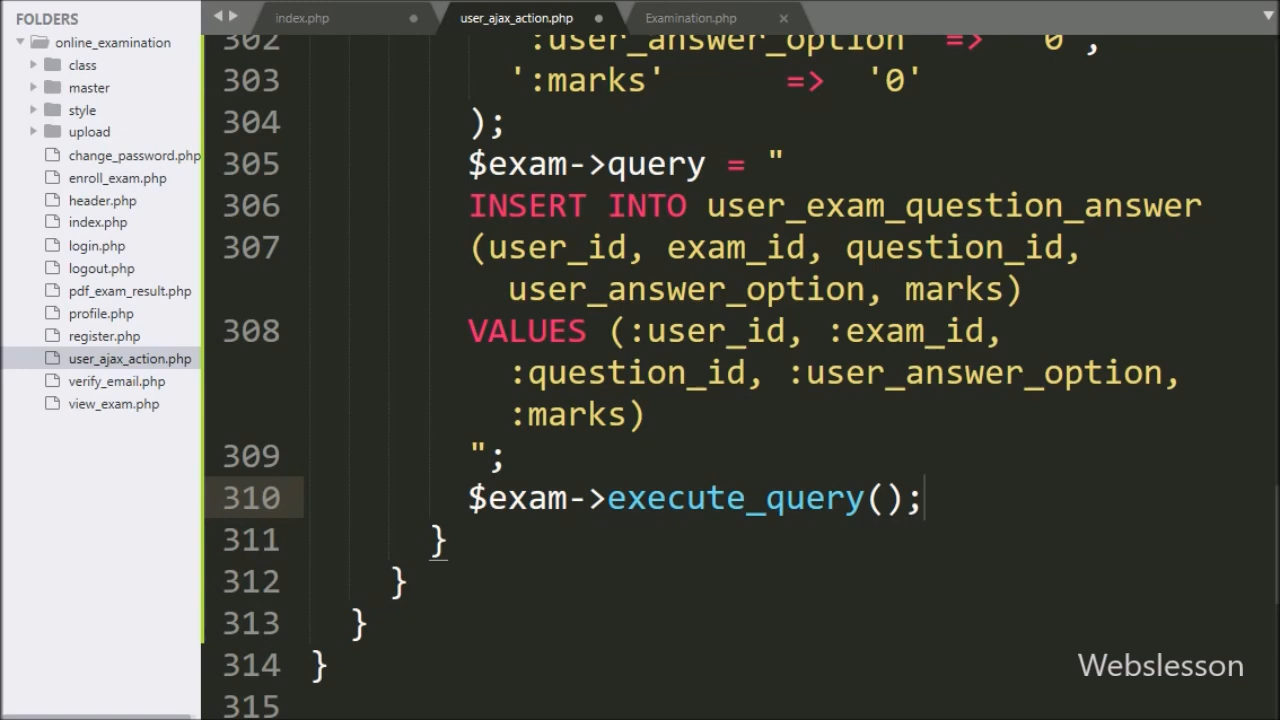 FOLDERS
online_examination
class
master
style
upload
change_password.php
enroll_exam.php
header.php
index.php
login.php
logout.php
pdf_exam_result.php
profile.php
register.php
user_ajax_action.php
verify_email.php
view_exam.php
index.php user_ajax_action.php Examination.php
302 ':user_answer_option' => '0',
303 ':marks' => '0'
304 );
305 $exam->query = "
306 INSERT INTO user_exam_question_answer
307 (user_id, exam_id, question_id,
user_answer_option, marks)
308 VALUES (:user_id, :exam_id,
:question_id, :user_answer_option,
:marks)
309 ";
310 $exam->execute_query();
311 }
312 }
313 }
314 }
315
Webslesson